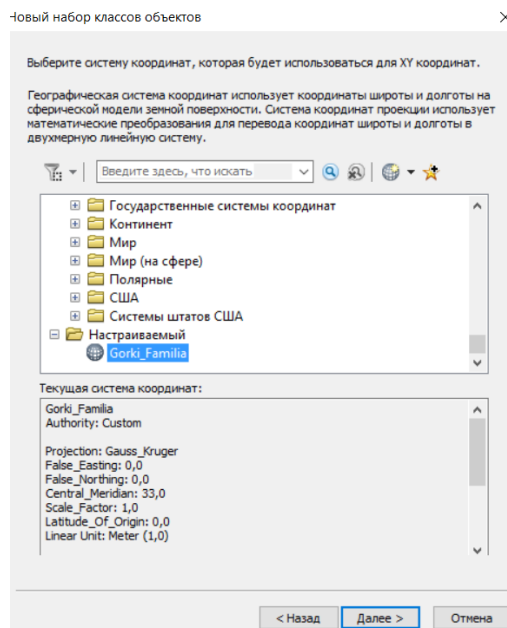 Новый набор классов объектов
Выберите систему координат, которая будет использоваться для XY координат.
Географическая система координат использует координаты широты и долготы на
сферической модели земной поверхности. Система координат проекции использует
математические преобразования для перевода координат широты и долготы в
двухмерную линейную систему.
Введите здесь, что искать
Государственные системы координат
Континент
Мир
Мир (на сфере)
Полярные
США
Системы штатов США
Настраиваемый
Gorki_Familia
Текущая система координат:
Gorki_Familia
Authority: Custom
Projection: Gauss_Kruger
False_Easting: 0,0
False_Northing: 0,0
Central_Meridian: 33,0
Scale_Factor: 1,0
Latitude_Of_Origin: 0,0
Linear Unit: Meter (1,0)
< Назад Далее > Отмена